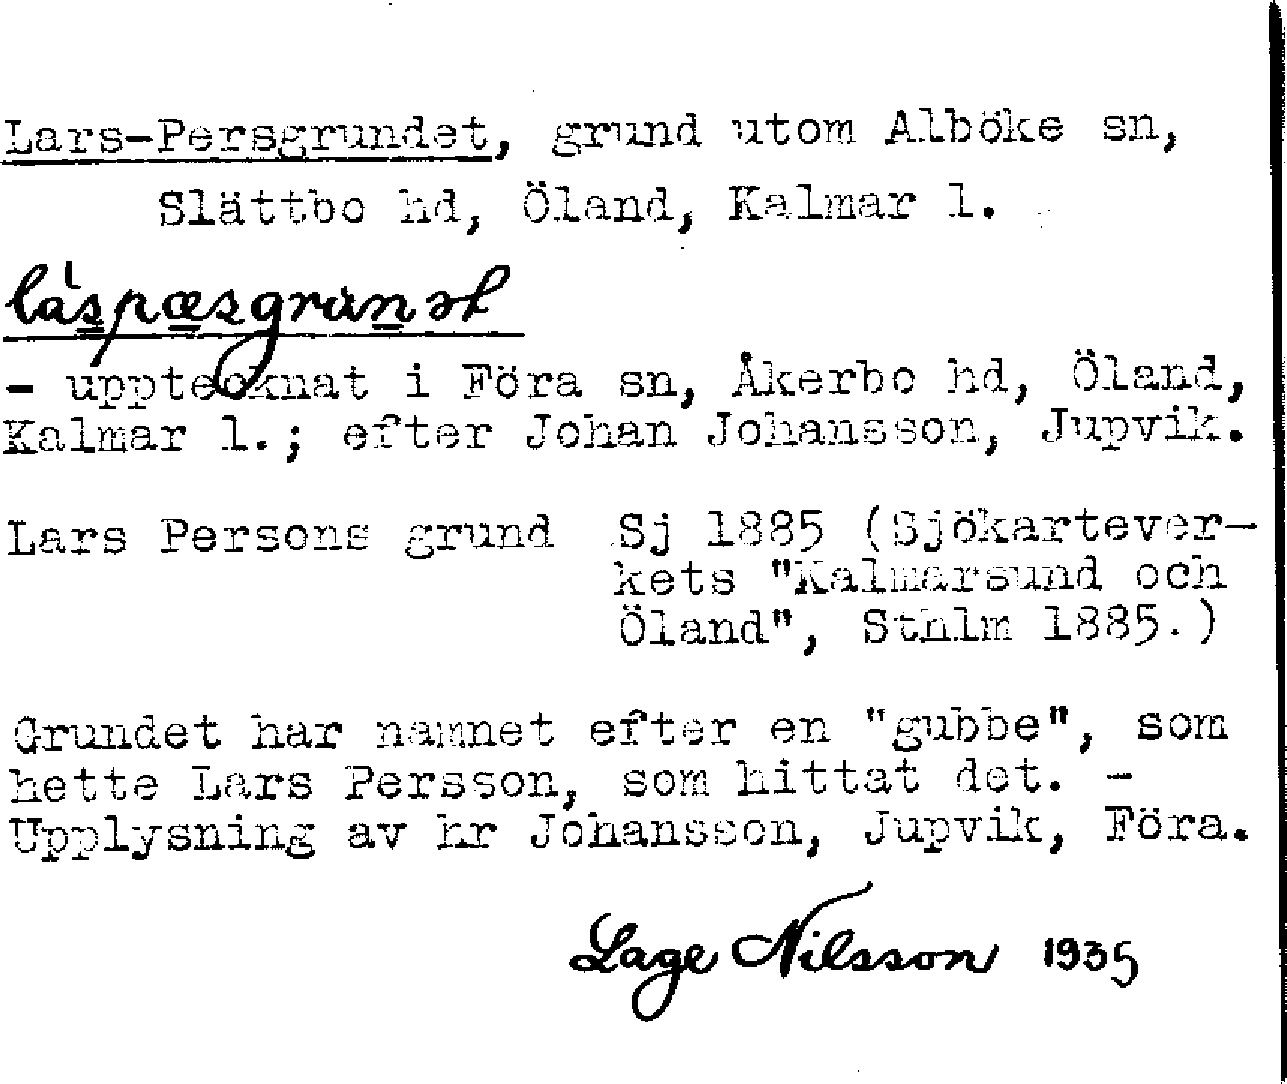 Lars-Persgrundet, grund utom Alböke sn,
Slättbo hd, Öland, Kalmar l.
- upptecknat i Föra sn, Åkerbo hd, Öland,
Kalmar l.; efter Johan Johansson, Jupvik.
Lars Persons grund Sj 1885 (Sjökartever-
kets "Kalmarsund och
Öland", Sthlm 1885.)
Grundet har namnet efter en "gubbe", som
hette Lars Persson, som hittat det. -
Upplysning av hr Johansson, Jupvik, Föra.
Lage Nilsson 1935